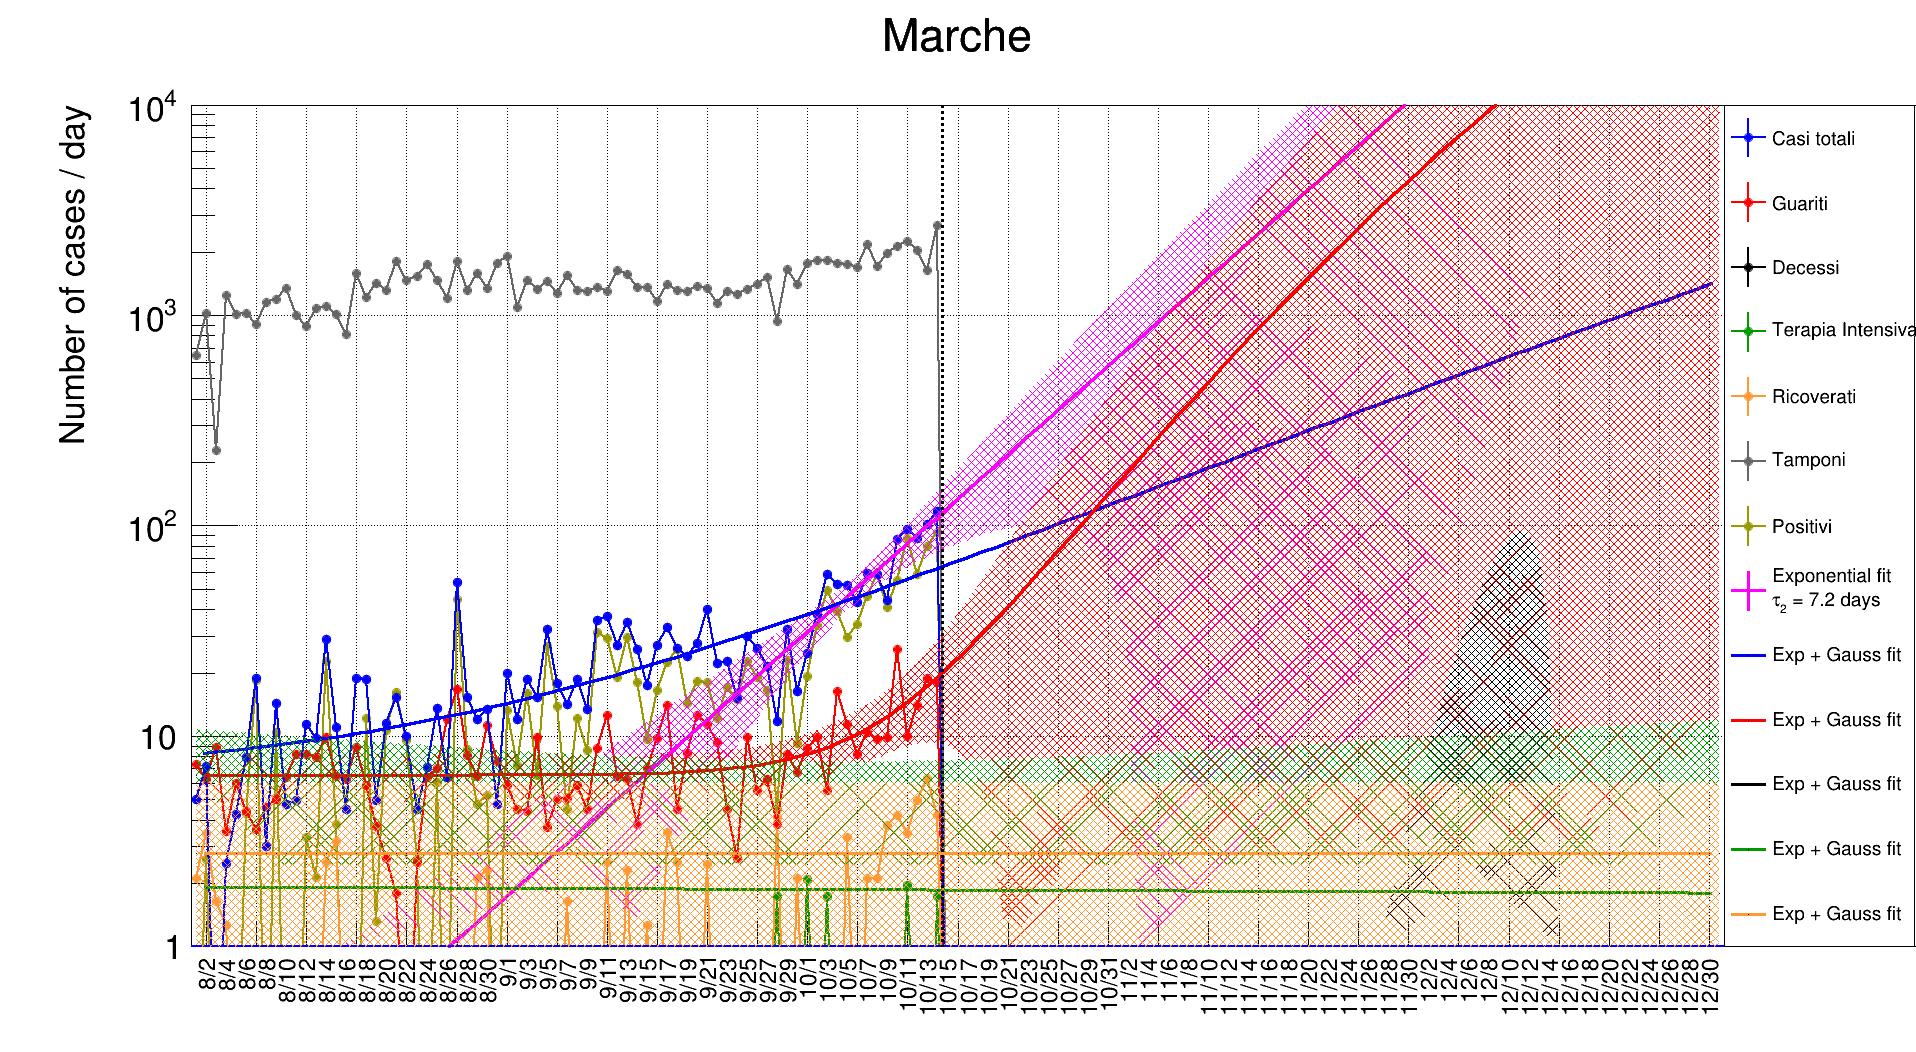 Marche
Number of cases / day
10^4
10^3
10^2
10
1
8/2 8/4 8/6 8/8 8/10 8/12 8/14 8/16 8/18 8/20 8/22 8/24 8/26 8/28 8/30 9/1 9/3 9/5 9/7 9/9 9/11 9/13 9/15 9/17 9/19 9/21 9/23 9/25 9/27 9/29 10/1 10/3 10/5 10/7 10/9 10/11 10/13 10/15 10/17 10/19 10/21 10/23 10/25 10/27 10/29 10/31 11/2 11/4 11/6 11/8 11/10 11/12 11/14 11/16 11/18 11/20 11/22 11/24 11/26 11/28 11/30 12/2 12/4 12/6 12/8 12/10 12/12 12/14 12/16 12/18 12/20 12/22 12/24 12/26 12/28 12/30
Casi totali
Guariti
Decessi
Terapia Intensiva
Ricoverati
Tamponi
Positivi
Exponential fit
τ2 = 7.2 days
Exp + Gauss fit
Exp + Gauss fit
Exp + Gauss fit
Exp + Gauss fit
Exp + Gauss fit